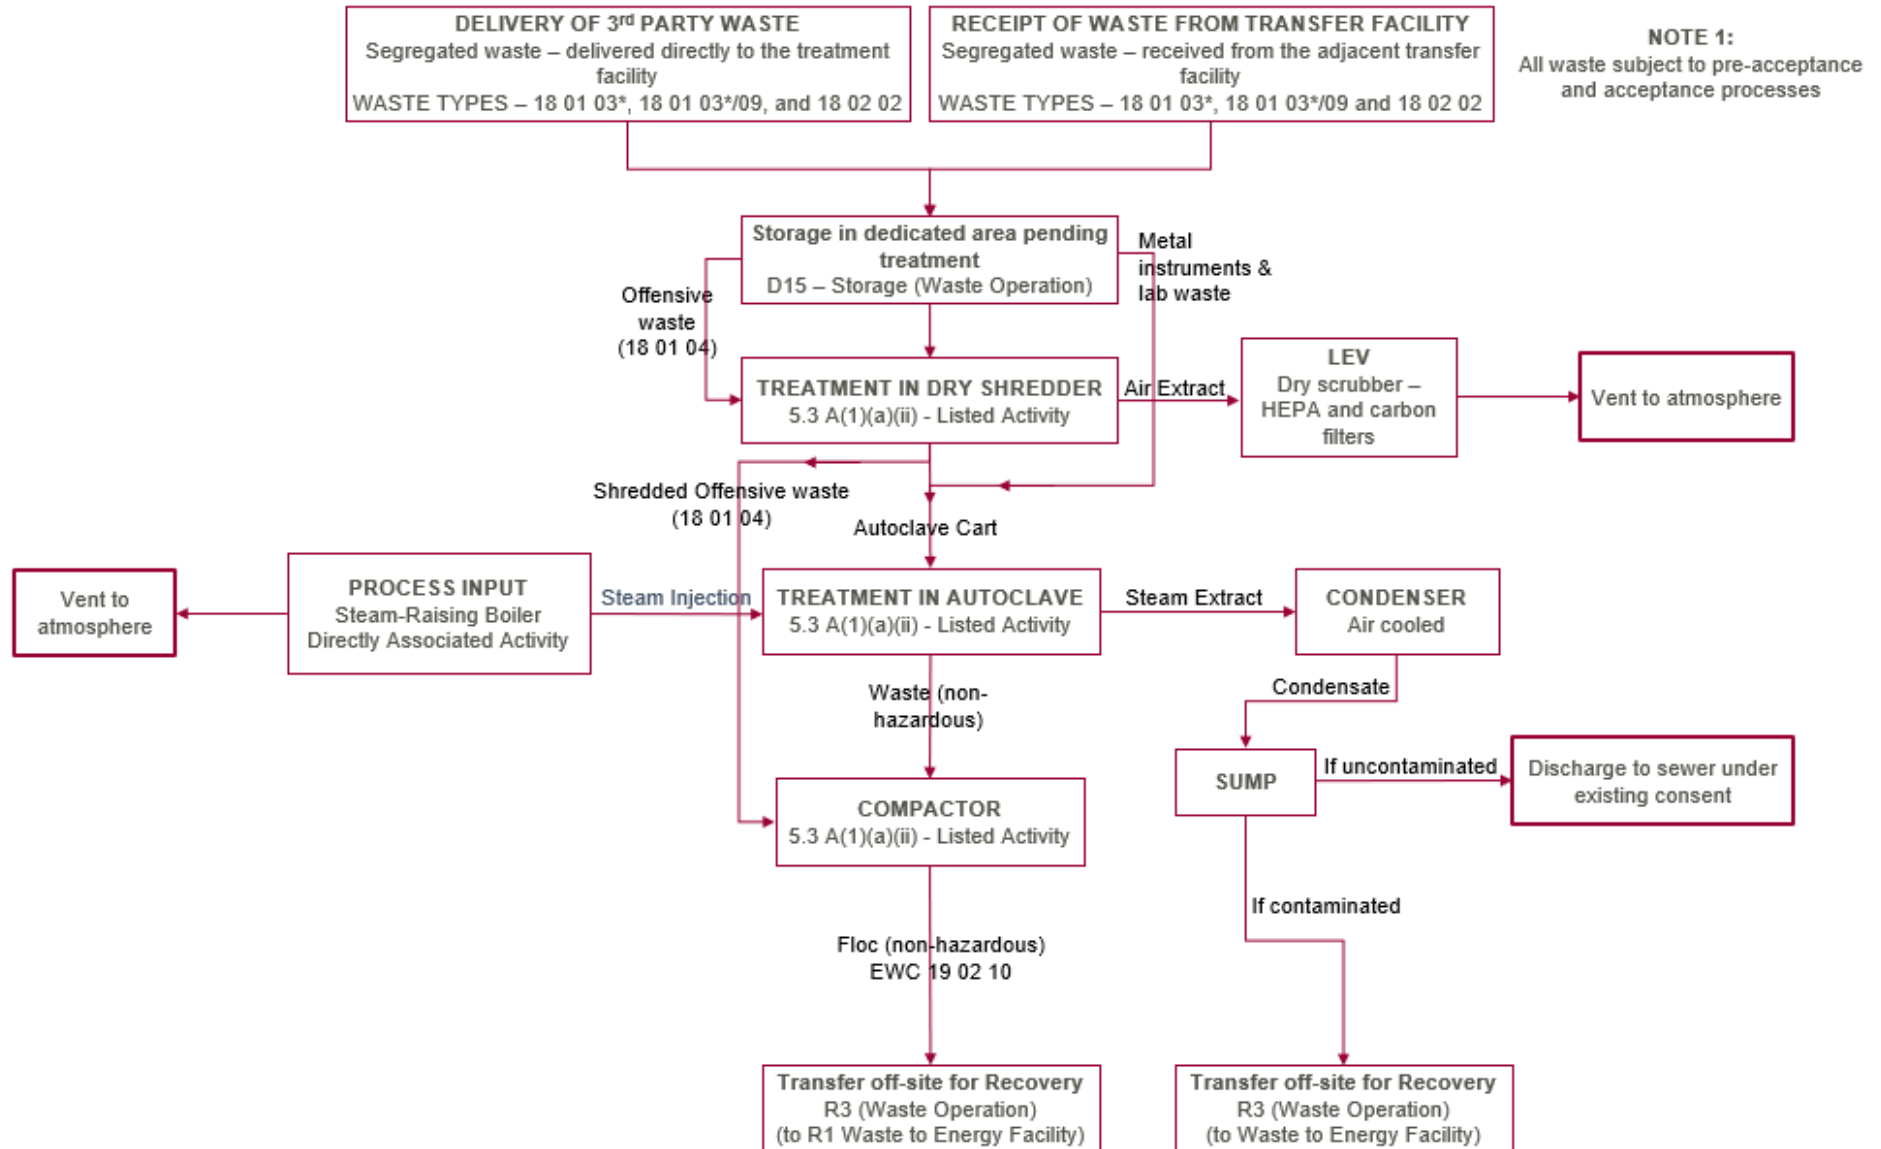 DELIVERY OF 3rd PARTY WASTE
Segregated waste – delivered directly to the treatment
facility
WASTE TYPES – 18 01 03*, 18 01 03*/09, and 18 02 02
RECEIPT OF WASTE FROM TRANSFER FACILITY
Segregated waste – received from the adjacent transfer
facility
WASTE TYPES – 18 01 03*, 18 01 03*/09 and 18 02 02
NOTE 1:
All waste subject to pre-acceptance
and acceptance processes
Storage in dedicated area pending
treatment
D15 – Storage (Waste Operation)
Metal
instruments &
lab waste
Offensive
waste
(18 01 04)
TREATMENT IN DRY SHREDDER
5.3 A(1)(a)(ii) - Listed Activity
Air Extract
LEV
Dry scrubber –
HEPA and carbon
filters
Vent to atmosphere
Shredded Offensive waste
(18 01 04)
Autoclave Cart
Vent to
atmosphere
PROCESS INPUT
Steam-Raising Boiler
Directly Associated Activity
Steam Injection
TREATMENT IN AUTOCLAVE
5.3 A(1)(a)(ii) - Listed Activity
Steam Extract
CONDENSER
Air cooled
Waste (non-
hazardous)
Condensate
SUMP
If uncontaminated
Discharge to sewer under
existing consent
COMPACTOR
5.3 A(1)(a)(ii) - Listed Activity
If contaminated
Floc (non-hazardous)
EWC 19 02 10
Transfer off-site for Recovery
R3 (Waste Operation)
(to R1 Waste to Energy Facility)
Transfer off-site for Recovery
R3 (Waste Operation)
(to Waste to Energy Facility)